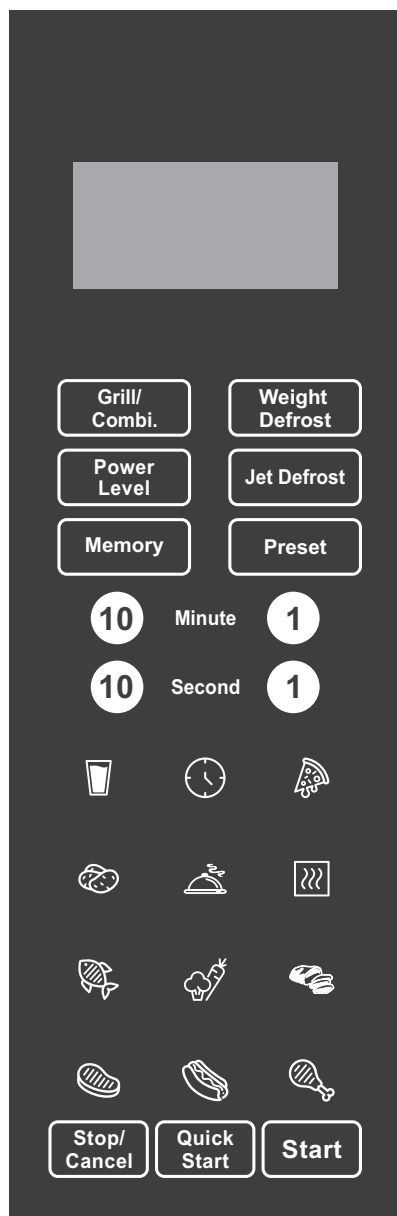 Grill/
Combi.
Weight
Defrost
Power
Level
Jet Defrost
Memory
Preset
10 Minute 1
10 Second 1
Stop/
Cancel
Quick
Start
Start